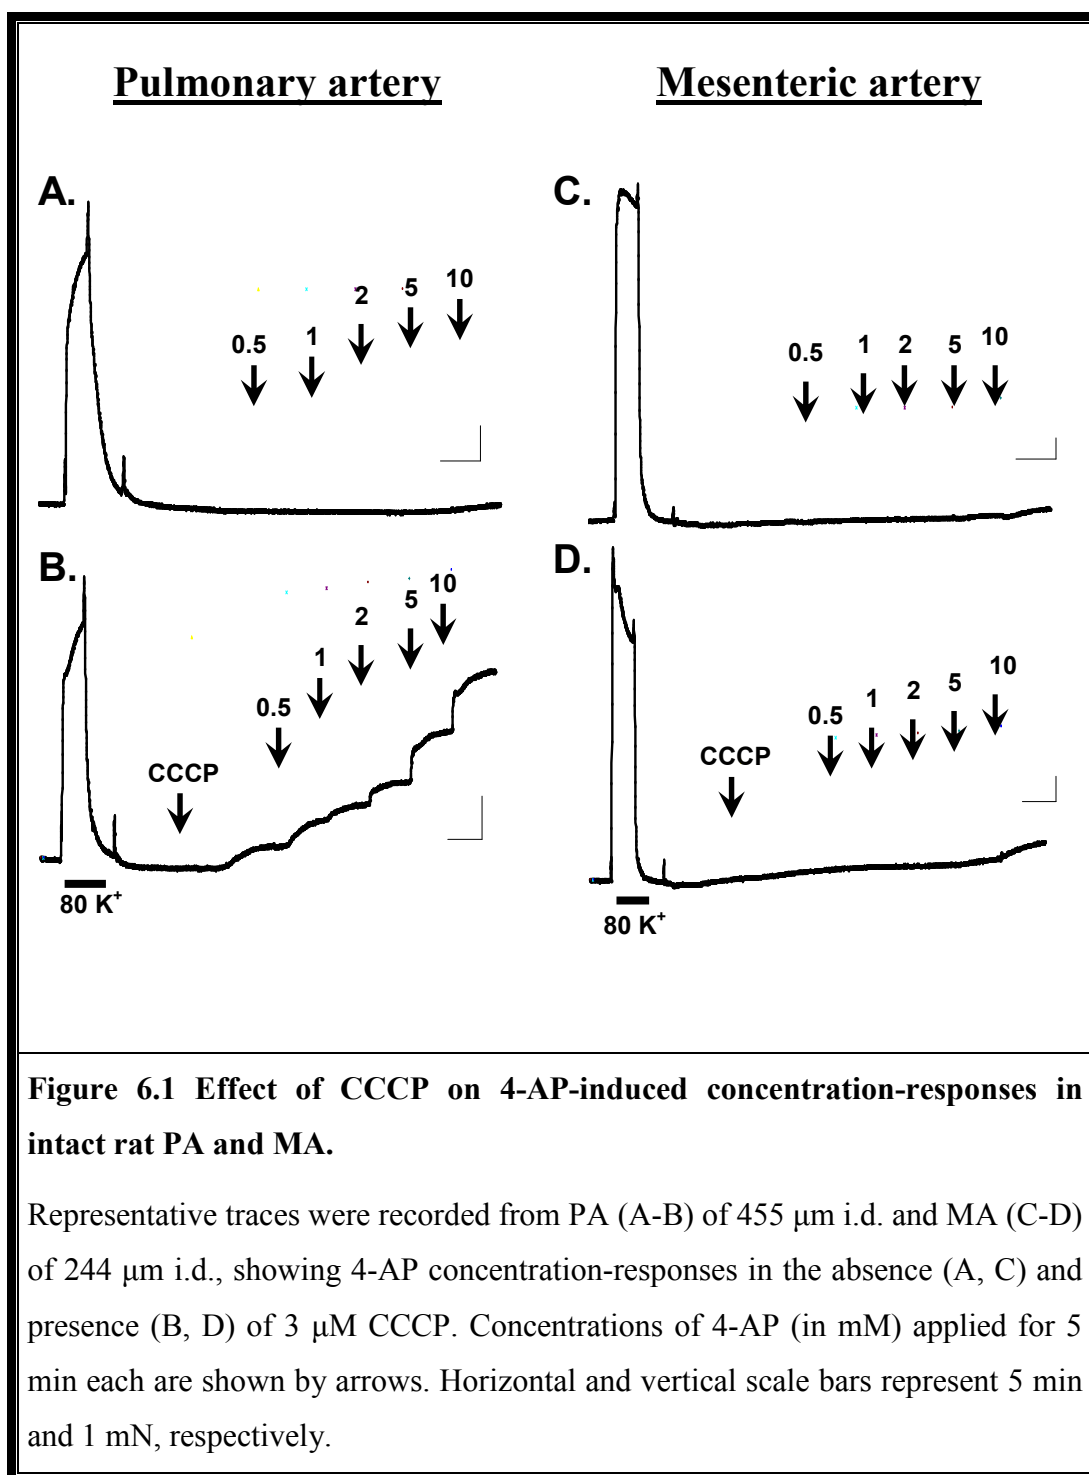 Pulmonary artery
Mesenteric artery
A.
0.5
1
2
5
10
B.
CCCP
0.5
1
2
5
10
80 K⁺
C.
0.5
1
2
5
10
D.
CCCP
0.5
1
2
5
10
80 K⁺
Figure 6.1 Effect of CCCP on 4-AP-induced concentration-responses in
intact rat PA and MA.
Representative traces were recorded from PA (A-B) of 455 μm i.d. and MA (C-D)
of 244 μm i.d., showing 4-AP concentration-responses in the absence (A, C) and
presence (B, D) of 3 μM CCCP. Concentrations of 4-AP (in mM) applied for 5
min each are shown by arrows. Horizontal and vertical scale bars represent 5 min
and 1 mN, respectively.